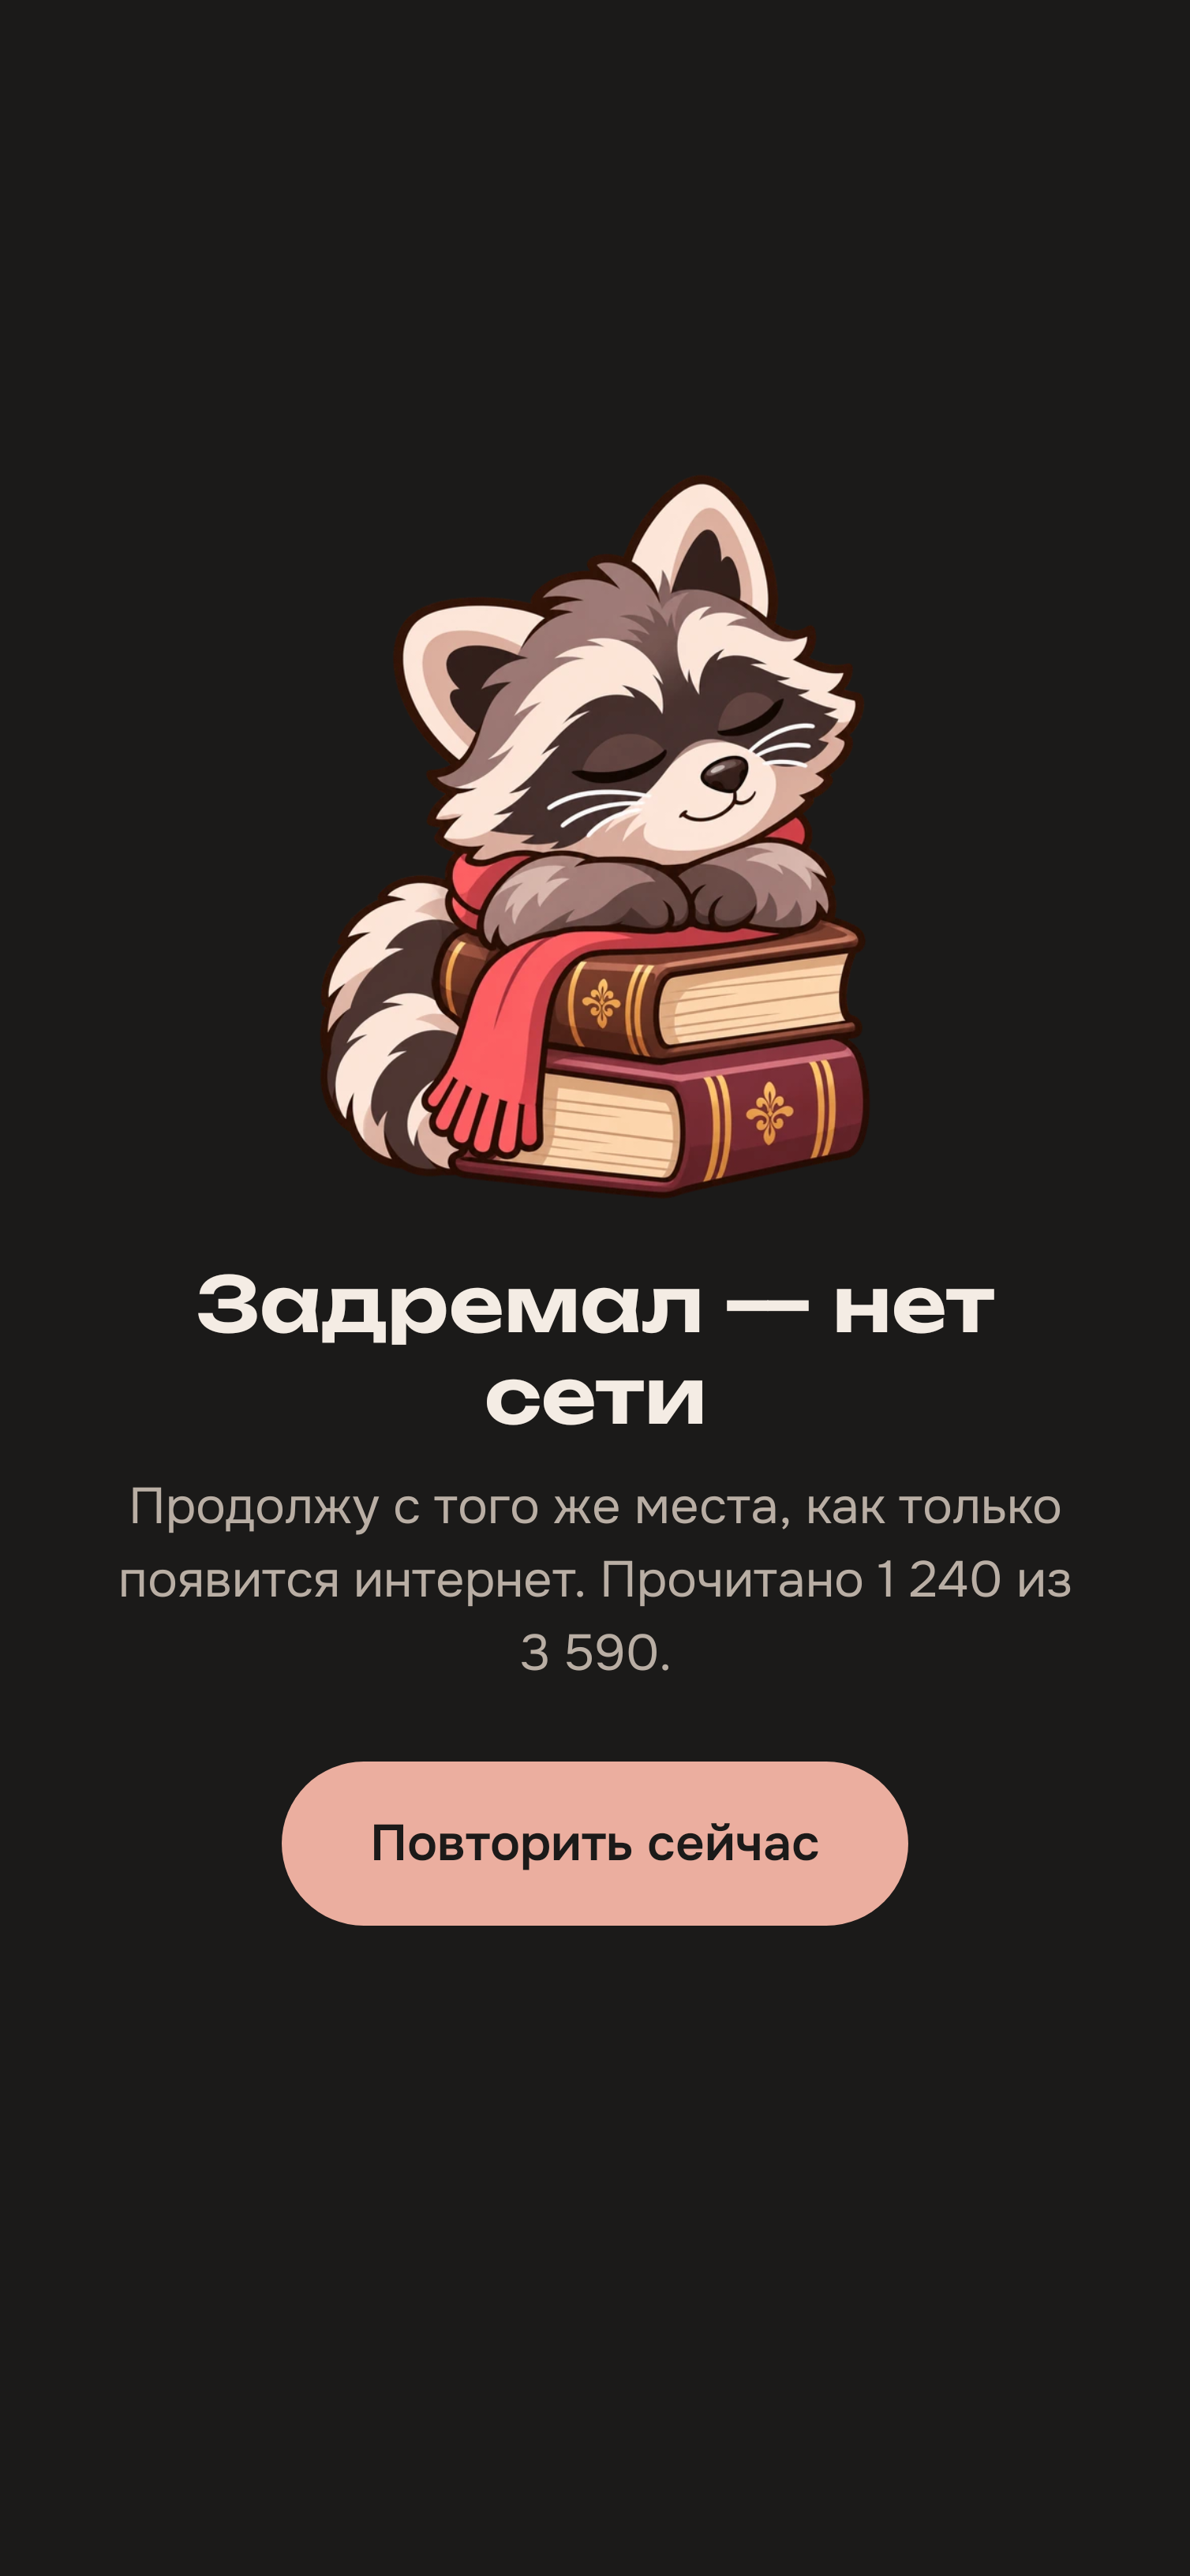 Задремал — нет
сети
Продолжу с того же места, как только
появится интернет. Прочитано 1 240 из
3 590.
Повторить сейчас